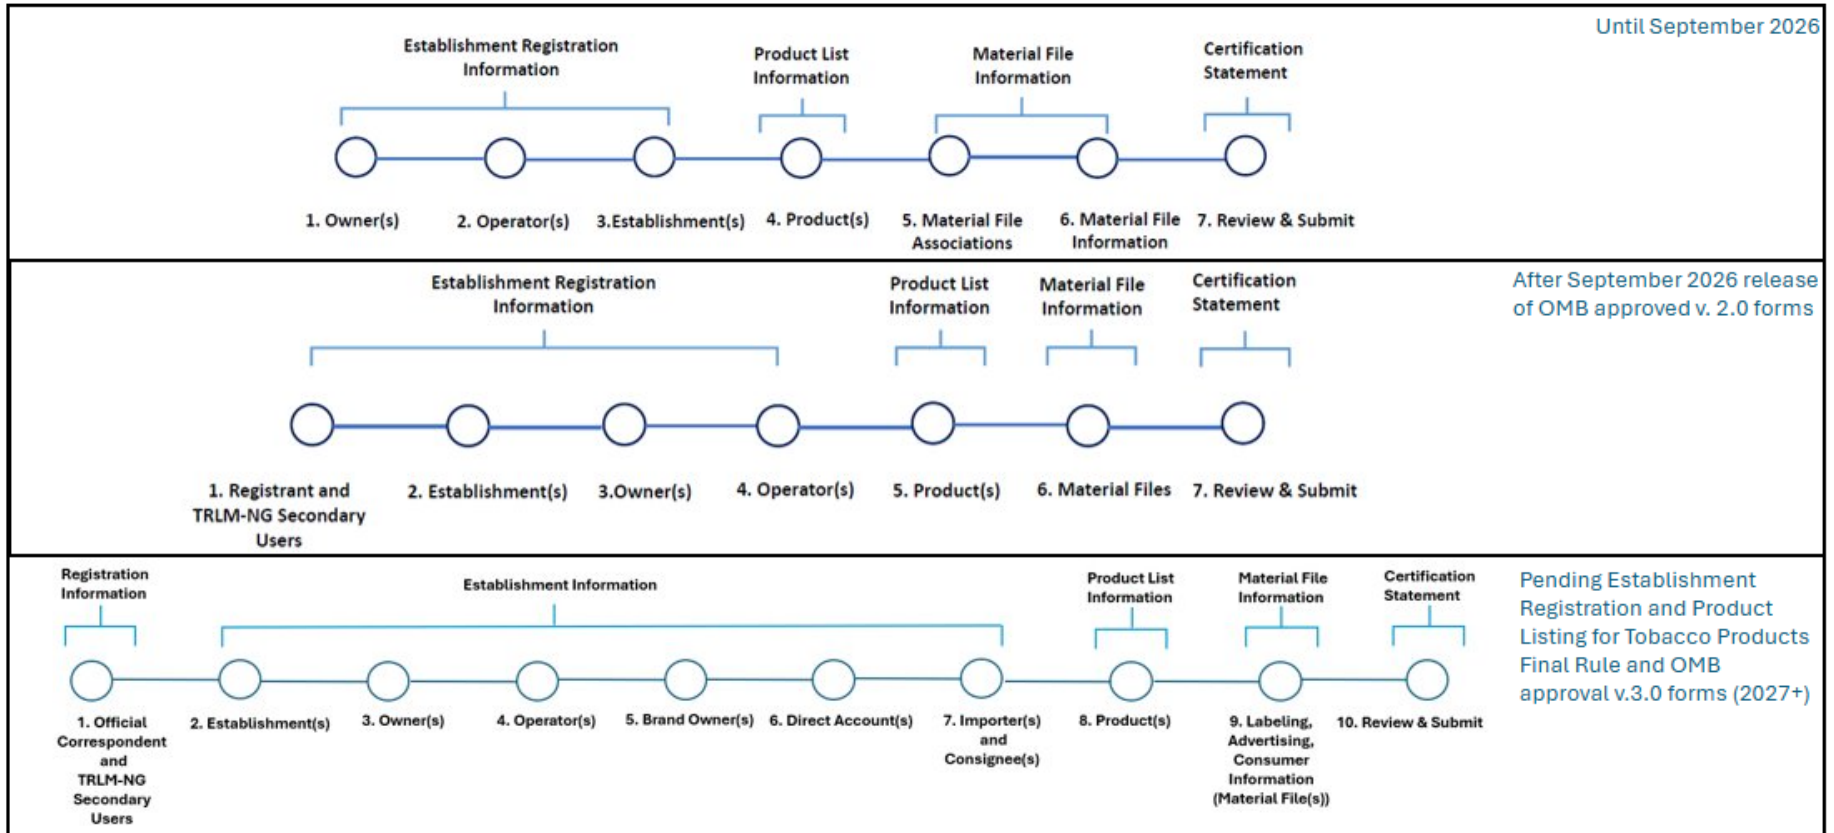 Until September 2026
Establishment Registration
Information
Product List
Information
Material File
Information
Certification
Statement
1. Owner(s)
2. Operator(s)
3.Establishment(s)
4. Product(s)
5. Material File
Associations
6. Material File
Information
7. Review & Submit
After September 2026 release
of OMB approved v. 2.0 forms
Establishment Registration
Information
Product List
Information
Material File
Information
Certification
Statement
1. Registrant and
TRLM-NG Secondary
Users
2. Establishment(s)
3.Owner(s)
4. Operator(s)
5. Product(s)
6. Material Files
7. Review & Submit
Pending Establishment
Registration and Product
Listing for Tobacco Products
Final Rule and OMB
approval v.3.0 forms (2027+)
Registration
Information
Establishment Information
Product List
Information
Material File
Information
Certification
Statement
1. Official
Correspondent
and
TRLM-NG
Secondary
Users
2. Establishment(s)
3. Owner(s)
4. Operator(s)
5. Brand Owner(s)
6. Direct Account(s)
7. Importer(s)
and
Consignee(s)
8. Product(s)
9. Labeling,
Advertising,
Consumer
Information
(Material File(s))
10. Review & Submit